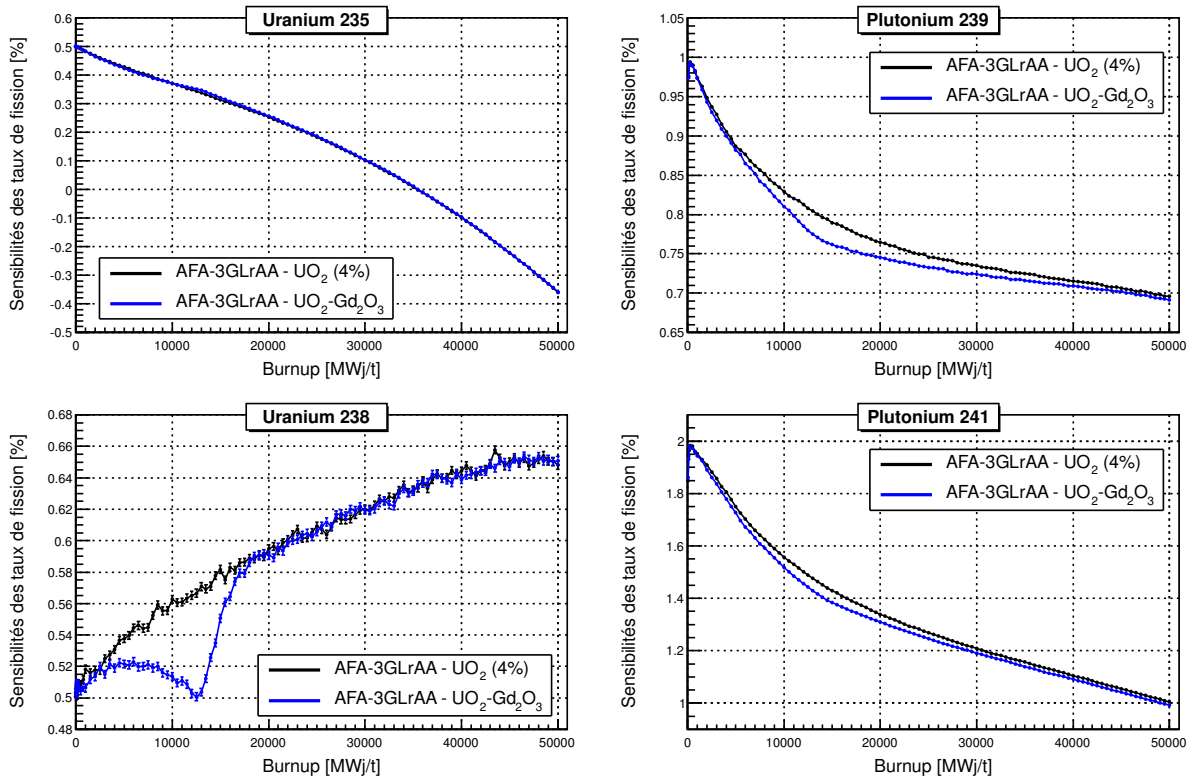 Uranium 235
Sensibilités des taux de fission [%]
0.5
0.4
0.3
0.2
0.1
0
-0.1
-0.2
-0.3
-0.4
-0.5
AFA-3GLrAA - UO₂ (4%)
AFA-3GLrAA - UO₂-Gd₂O₃
0 10000 20000 30000 40000 50000
Burnup [MWj/t]
Plutonium 239
Sensibilités des taux de fission [%]
1.05
1
0.95
0.9
0.85
0.8
0.75
0.7
0.65
AFA-3GLrAA - UO₂ (4%)
AFA-3GLrAA - UO₂-Gd₂O₃
0 10000 20000 30000 40000 50000
Burnup [MWj/t]
Uranium 238
Sensibilités des taux de fission [%]
0.68
0.66
0.64
0.62
0.6
0.58
0.56
0.54
0.52
0.5
0.48
AFA-3GLrAA - UO₂ (4%)
AFA-3GLrAA - UO₂-Gd₂O₃
0 10000 20000 30000 40000 50000
Burnup [MWj/t]
Plutonium 241
Sensibilités des taux de fission [%]
2
1.8
1.6
1.4
1.2
1
AFA-3GLrAA - UO₂ (4%)
AFA-3GLrAA - UO₂-Gd₂O₃
0 10000 20000 30000 40000 50000
Burnup [MWj/t]